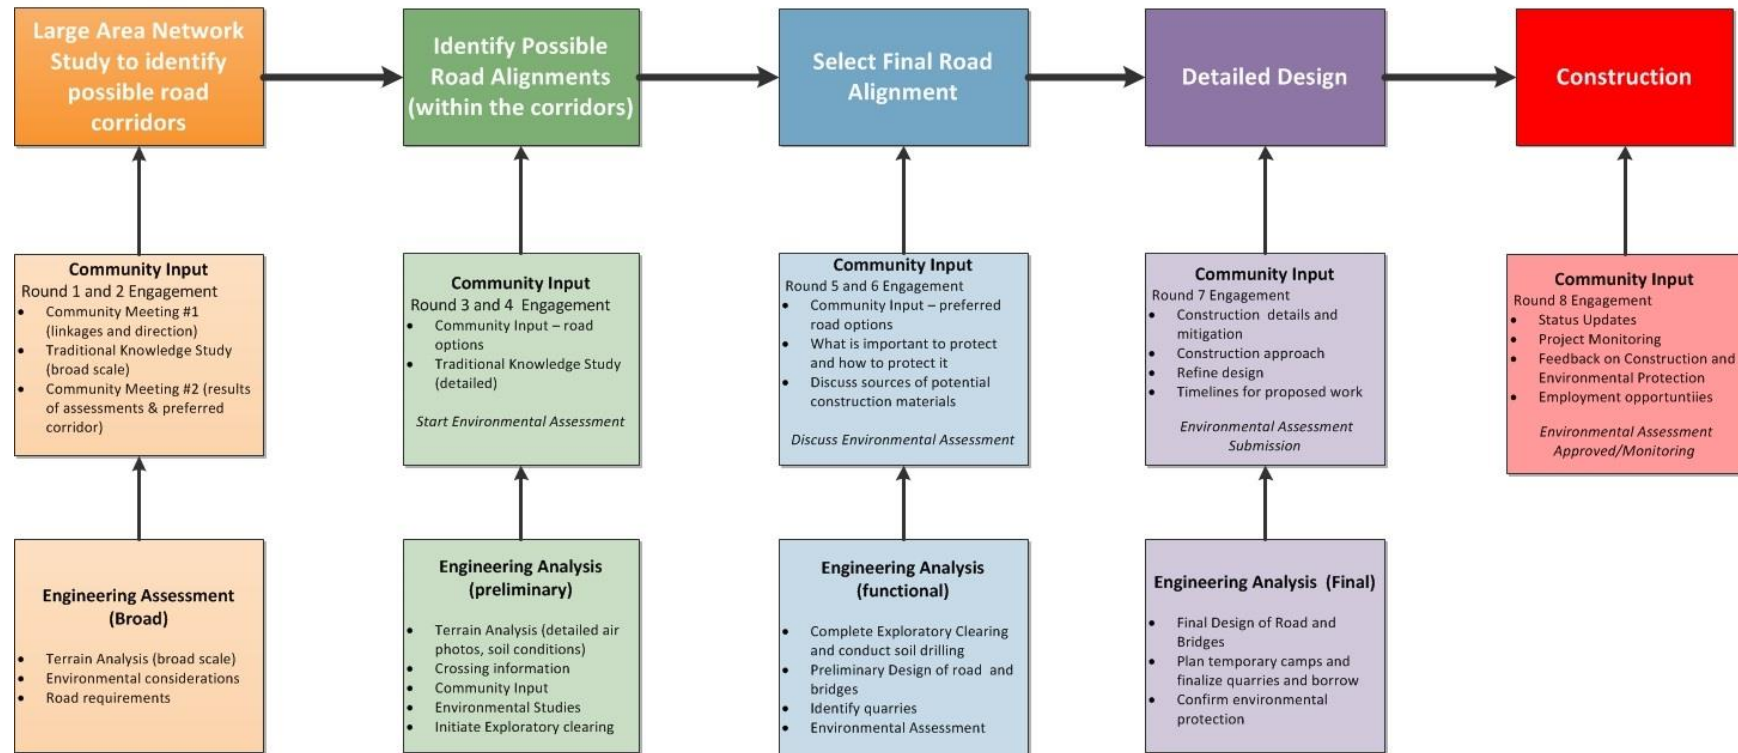 Large Area Network
Study to identify
possible road
corridors
Identify Possible
Road Alignments
(within the corridors)
Select Final Road
Alignment
Detailed Design
Construction
Community Input
Round 1 and 2 Engagement
• Community Meeting #1
(linkages and direction)
• Traditional Knowledge Study
(broad scale)
• Community Meeting #2 (results
of assessments & preferred
corridor)
Community Input
Round 3 and 4 Engagement
• Community Input – road
options
• Traditional Knowledge Study
(detailed)
Start Environmental Assessment
Community Input
Round 5 and 6 Engagement
• Community Input – preferred
road options
• What is important to protect
and how to protect it
• Discuss sources of potential
construction materials
Discuss Environmental Assessment
Community Input
Round 7 Engagement
• Construction details and
mitigation
• Construction approach
• Refine design
• Timelines for proposed work
Environmental Assessment
Submission
Community Input
Round 8 Engagement
• Status Updates
• Project Monitoring
• Feedback on Construction and
Environmental Protection
• Employment opportuntiies
Environmental Assessment
Approved/Monitoring
Engineering Assessment
(Broad)
• Terrain Analysis (broad scale)
• Environmental considerations
• Road requirements
Engineering Analysis
(preliminary)
• Terrain Analysis (detailed air
photos, soil conditions)
• Crossing information
• Community Input
• Environmental Studies
• Initiate Exploratory clearing
Engineering Analysis
(functional)
• Complete Exploratory Clearing
and conduct soil drilling
• Preliminary Design of road and
bridges
• Identify quarries
• Environmental Assessment
Engineering Analysis (Final)
• Final Design of Road and
Bridges
• Plan temporary camps and
finalize quarries and borrow
• Confirm environmental
protection